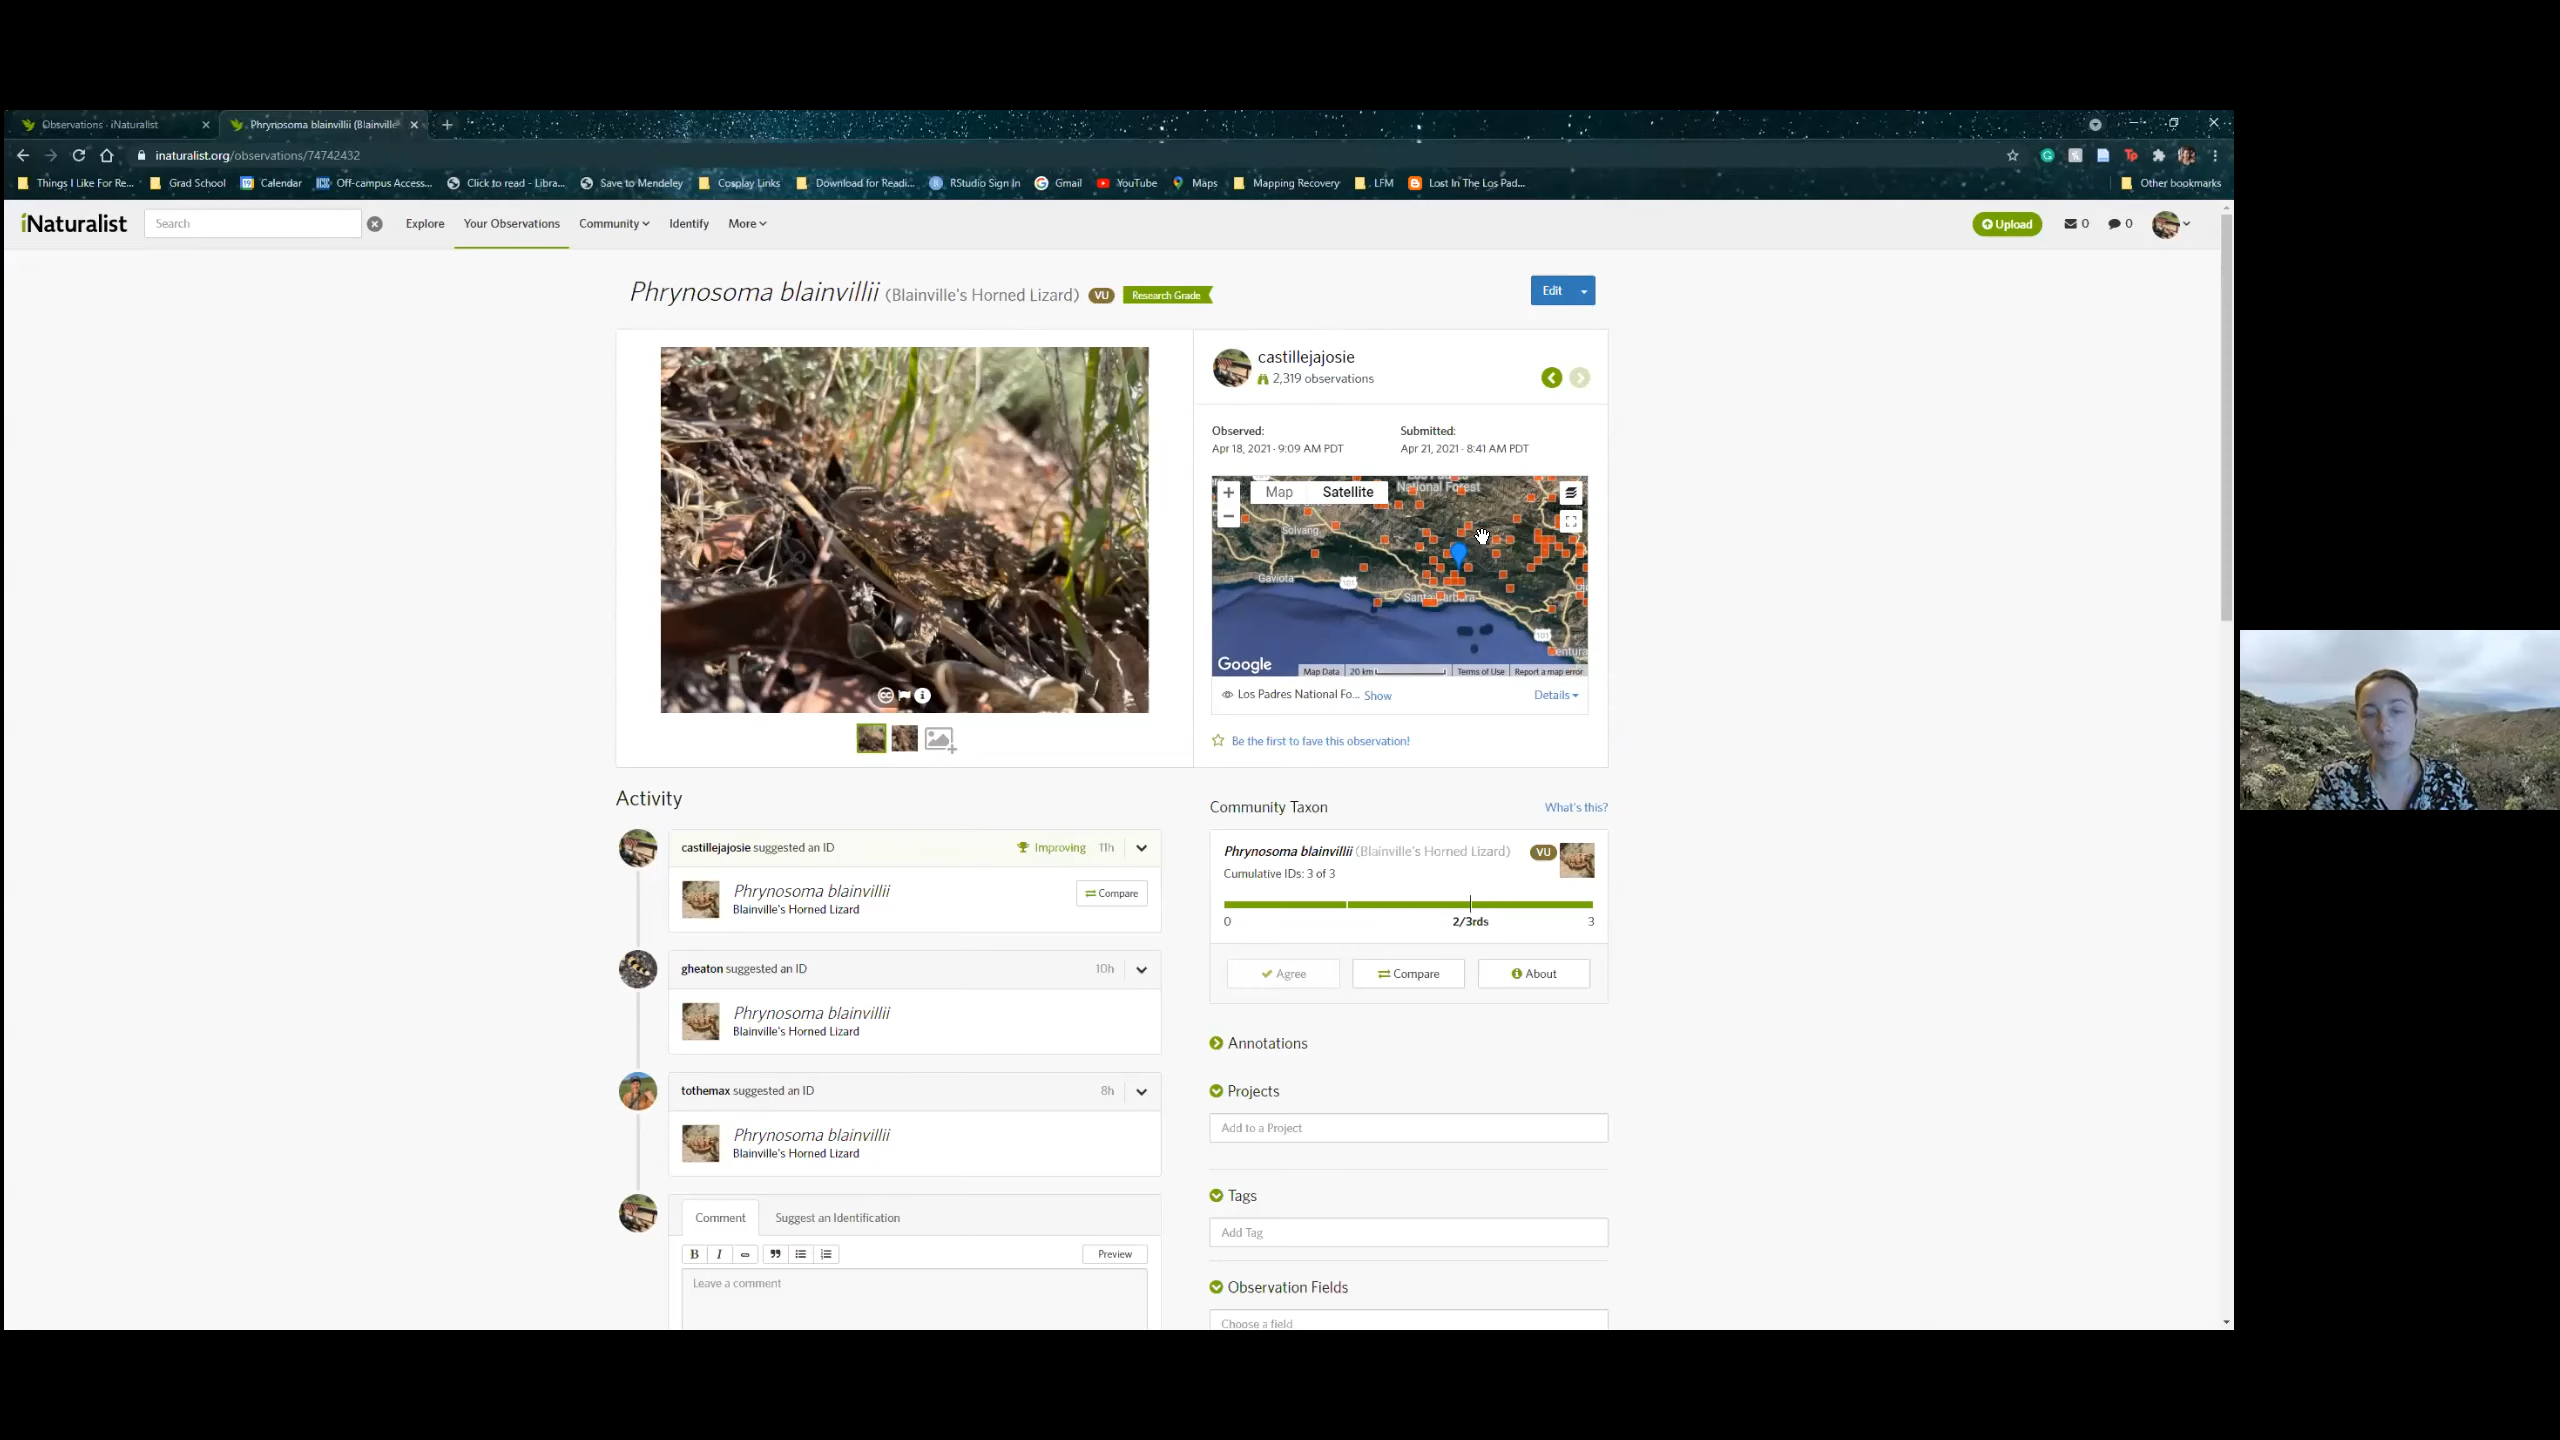 Observations · iNaturalist
Phrynosoma blainvillii (Blainville
inaturalist.org/observations/74742432
Things I Like For Re...
Grad School
Calendar
Off-campus Access...
Click to read - Libra...
Save to Mendeley
Cosplay Links
Download for Readi...
RStudio Sign In
Gmail
YouTube
Maps
Mapping Recovery
LFM
Lost In The Los Pad...
Other bookmarks
iNaturalist
Search
Explore
Your Observations
Community
Identify
More
Upload
0
0
Phrynosoma blainvillii (Blainville's Horned Lizard) VU Research Grade
Edit
castillejajosie
2,319 observations
Observed:
Apr 18, 2021 · 9:09 AM PDT
Submitted:
Apr 21, 2021 · 8:41 AM PDT
Map
Satellite
National Forest
Solvang
Gaviota
101
Santa Barbara
101
Google
Map Data
20 km
Terms of Use
Report a map error
Los Padres National Fo... Show
Details
Be the first to fave this observation!
Activity
castillejajosie suggested an ID
Improving
11h
Phrynosoma blainvillii
Blainville's Horned Lizard
Compare
gheaton suggested an ID
10h
Phrynosoma blainvillii
Blainville's Horned Lizard
tothemax suggested an ID
8h
Phrynosoma blainvillii
Blainville's Horned Lizard
Comment
Suggest an Identification
B I
Preview
Leave a comment
Community Taxon
What's this?
Phrynosoma blainvillii (Blainville's Horned Lizard) VU
Cumulative IDs: 3 of 3
0
2/3rds
3
Agree
Compare
About
Annotations
Projects
Add to a Project
Tags
Add Tag
Observation Fields
Choose a field